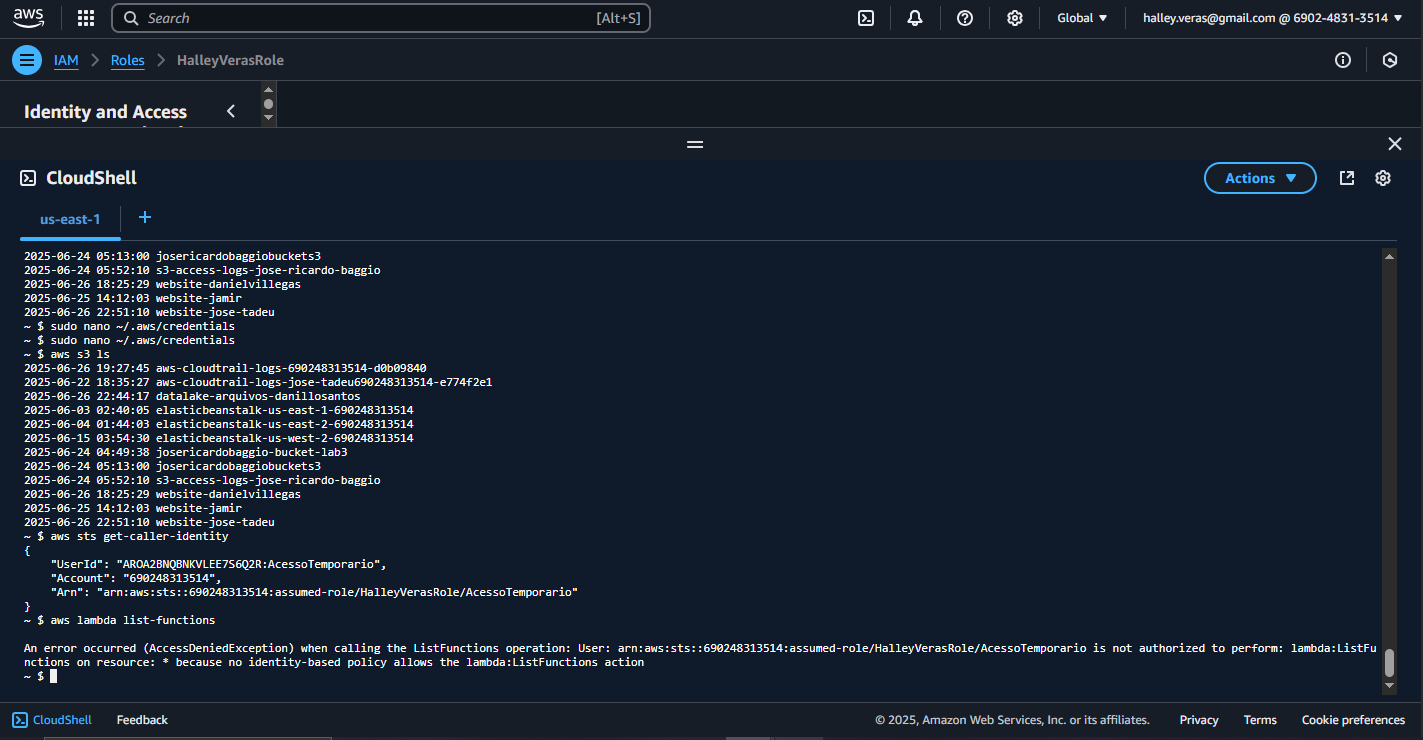 aws
Search
[Alt+S]
Global
halley.veras@gmail.com @ 6902-4831-3514
IAM
Roles
HalleyVerasRole
Identity and Access
CloudShell
Actions
us-east-1
+
2025-06-24 05:13:00 josericardobaggiobuckets3
2025-06-24 05:52:10 s3-access-logs-jose-ricardo-baggio
2025-06-26 18:25:29 website-danielvillegas
2025-06-25 14:12:03 website-jamir
2025-06-26 22:51:10 website-jose-tadeu
~ $ sudo nano ~/.aws/credentials
~ $ sudo nano ~/.aws/credentials
~ $ aws s3 ls
2025-06-26 19:27:45 aws-cloudtrail-logs-690248313514-d0b09840
2025-06-22 18:35:27 aws-cloudtrail-logs-jose-tadeu690248313514-e774f2e1
2025-06-26 22:44:17 datalake-arquivos-danillosantos
2025-06-03 02:40:05 elasticbeanstalk-us-east-1-690248313514
2025-06-04 01:44:03 elasticbeanstalk-us-east-2-690248313514
2025-06-15 03:54:30 elasticbeanstalk-us-west-2-690248313514
2025-06-24 04:49:38 josericardobaggio-bucket-lab3
2025-06-24 05:13:00 josericardobaggiobuckets3
2025-06-24 05:52:10 s3-access-logs-jose-ricardo-baggio
2025-06-26 18:25:29 website-danielvillegas
2025-06-25 14:12:03 website-jamir
2025-06-26 22:51:10 website-jose-tadeu
~ $ aws sts get-caller-identity
{
    "UserId": "AROA2BNQBNKVLEE7S6Q2R:AcessoTemporario",
    "Account": "690248313514",
    "Arn": "arn:aws:sts::690248313514:assumed-role/HalleyVerasRole/AcessoTemporario"
}
~ $ aws lambda list-functions
An error occurred (AccessDeniedException) when calling the ListFunctions operation: User: arn:aws:sts::690248313514:assumed-role/HalleyVerasRole/AcessoTemporario is not authorized to perform: lambda:ListFu
nctions on resource: * because no identity-based policy allows the lambda:ListFunctions action
~ $
CloudShell
Feedback
© 2025, Amazon Web Services, Inc. or its affiliates.
Privacy
Terms
Cookie preferences